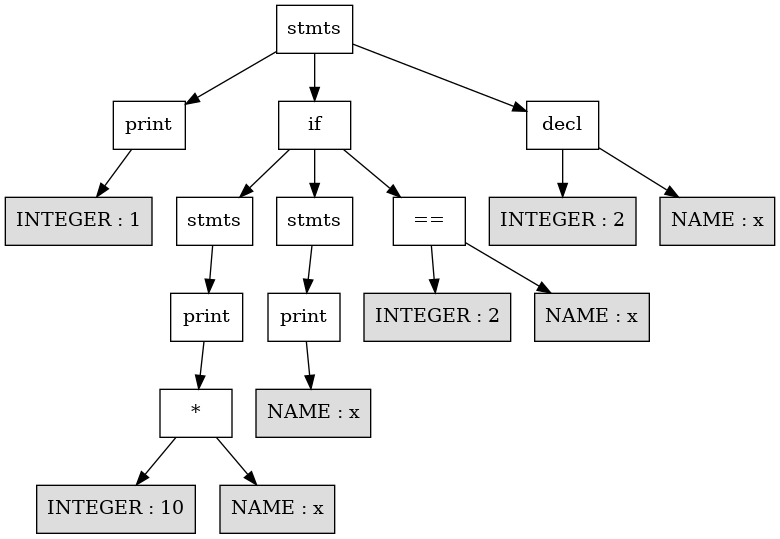 stmts
print
if
decl
INTEGER : 1
stmts
stmts
==
INTEGER : 2
NAME : x
print
print
INTEGER : 2
NAME : x
*
NAME : x
INTEGER : 10
NAME : x